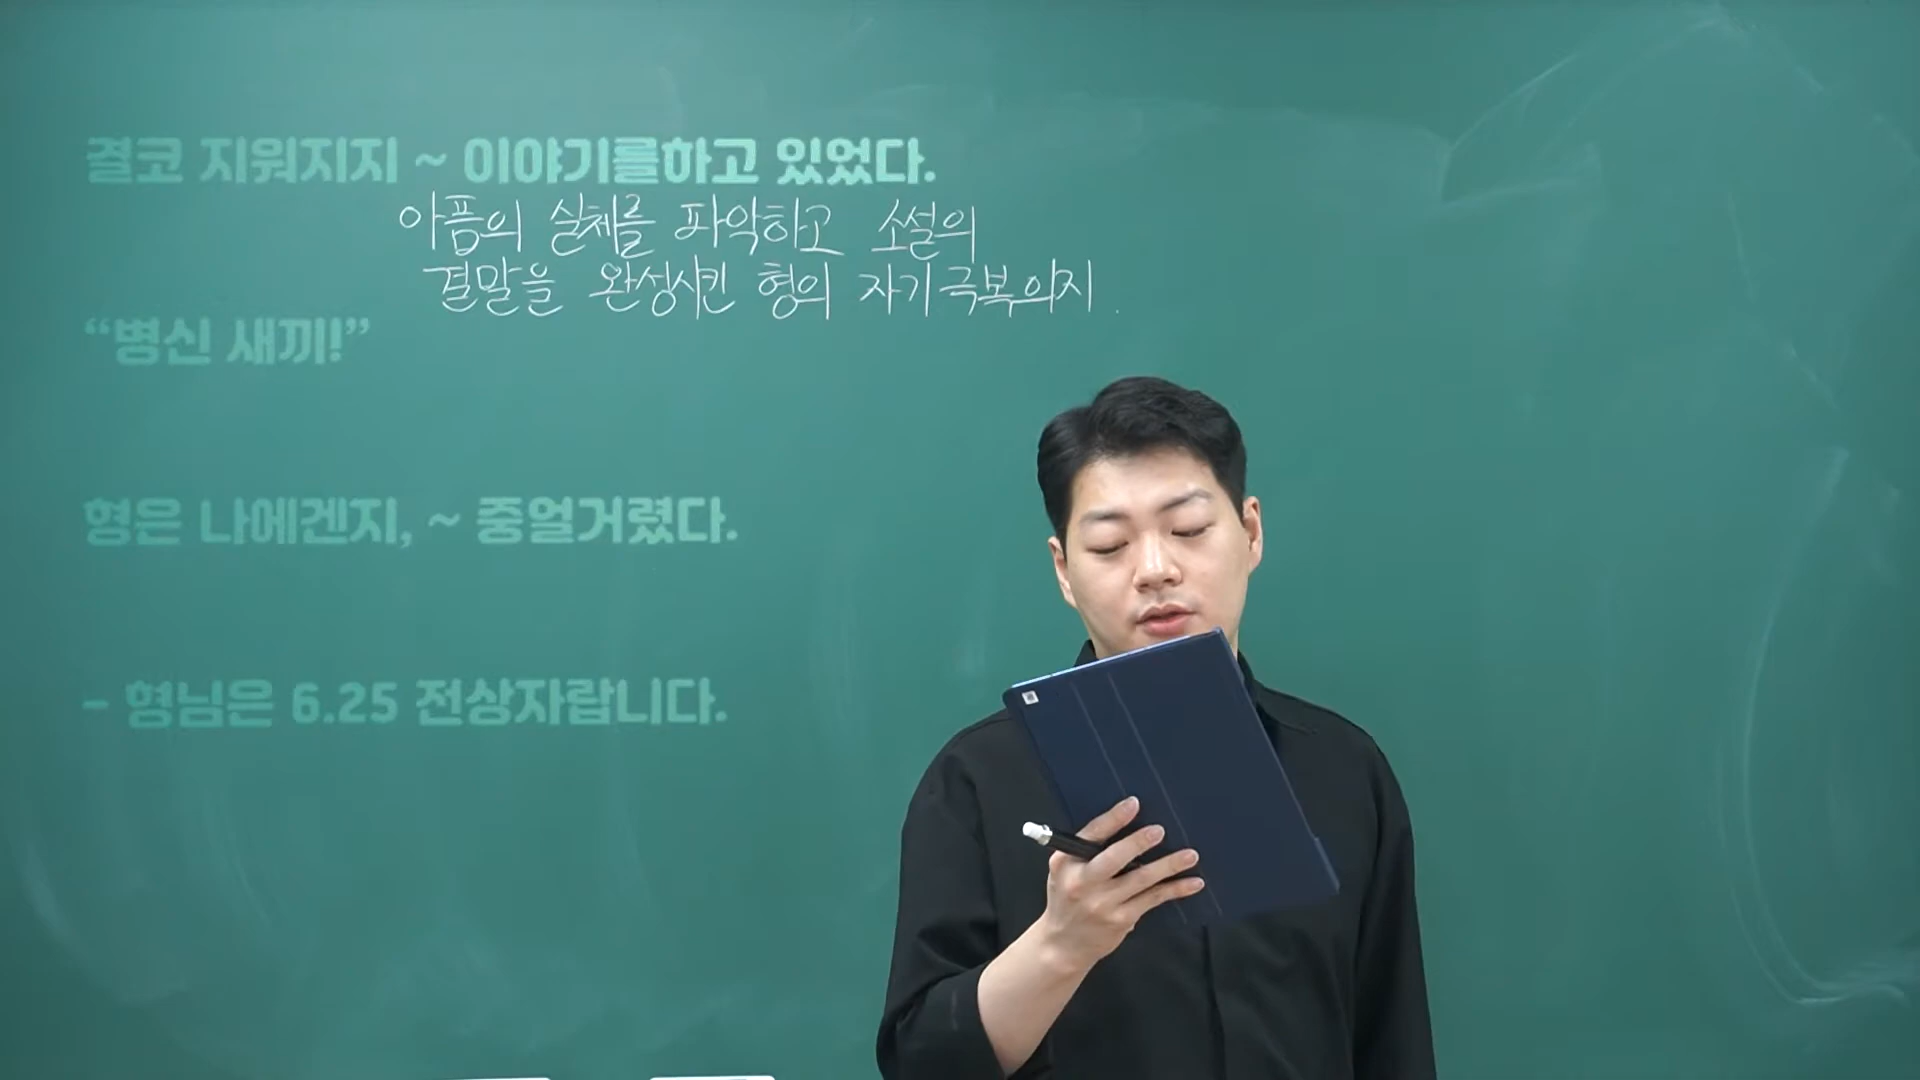 결코 지워지지 ~ 이야기를하고 있었다.
아픔의 실체를 파악하고 소설의
결말을 완성시킨 형의 자기극복의지.
“병신 새끼!”
형은 나에겐지, ~ 중얼거렸다.
- 형님은 6.25 전상자랍니다.